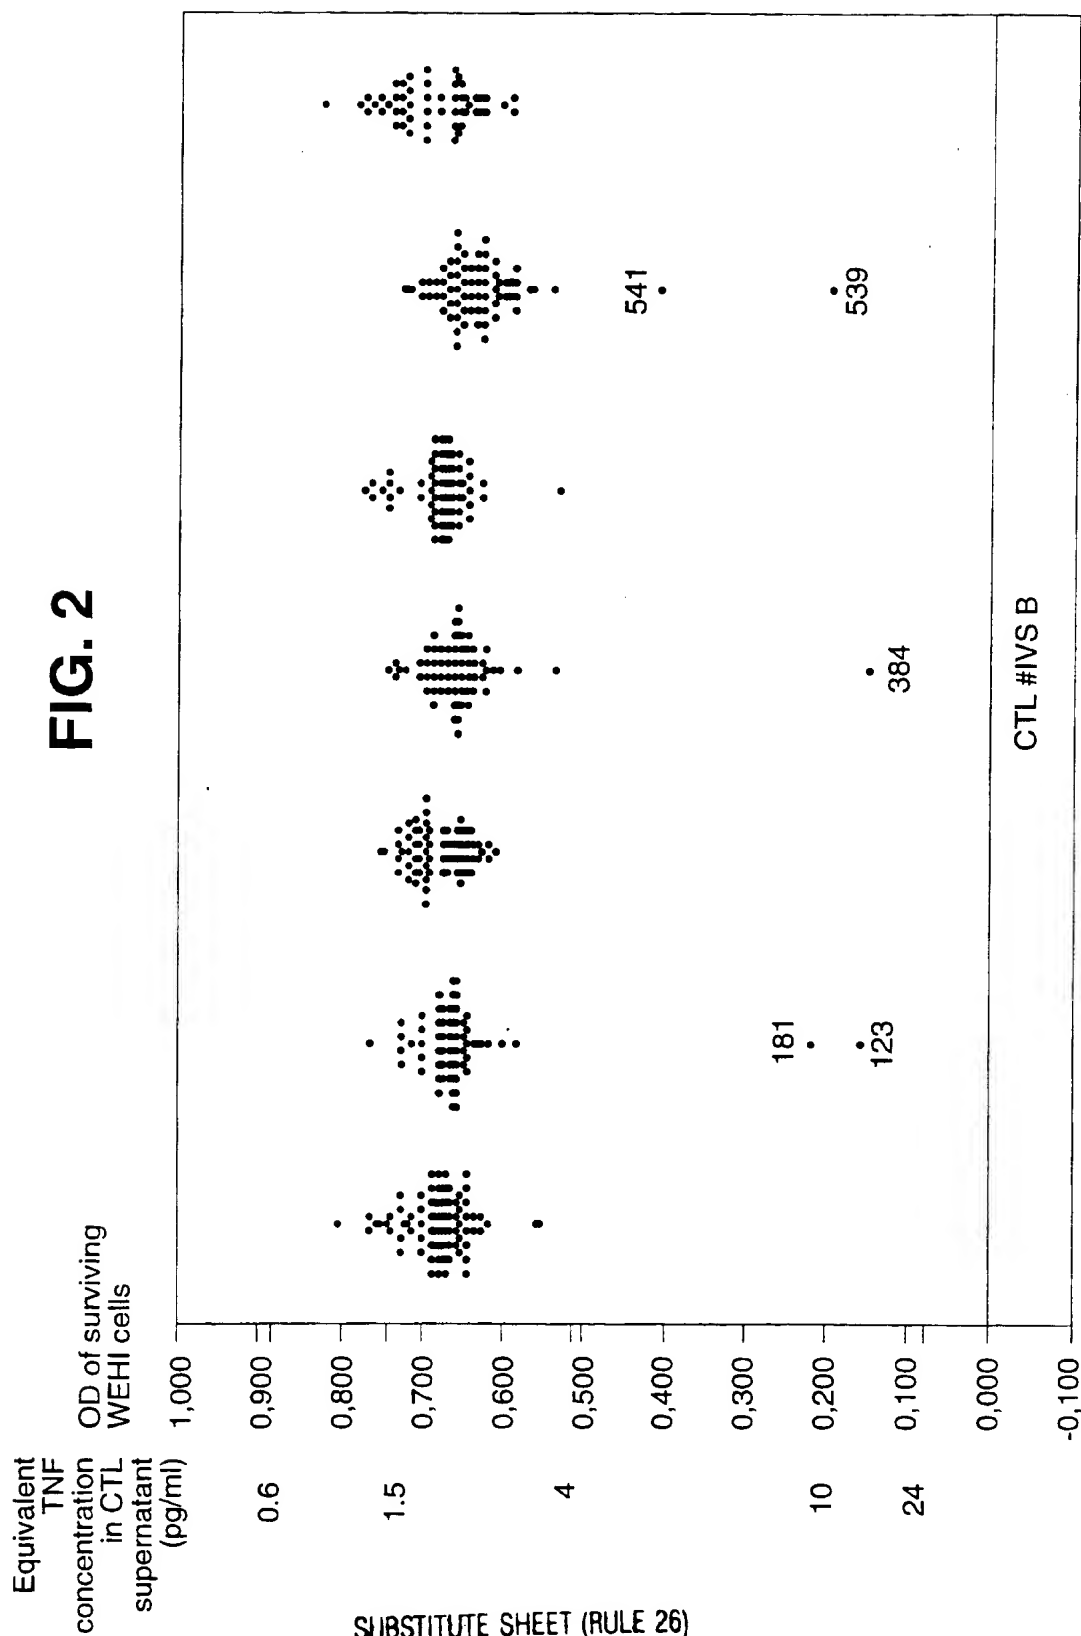 FIG. 2
Equivalent
TNF
concentration
in CTL
supernatant
(pg/ml)
OD of surviving
WEHI cells
1,000
0,900
0,800
0,700
0,600
0,500
0,400
0,300
0,200
0,100
0,000
-0,100
0.6
1.5
4
10
24
181
123
384
541
539
CTL #IVS B
SUBSTITUTE SHEET (RULE 26)